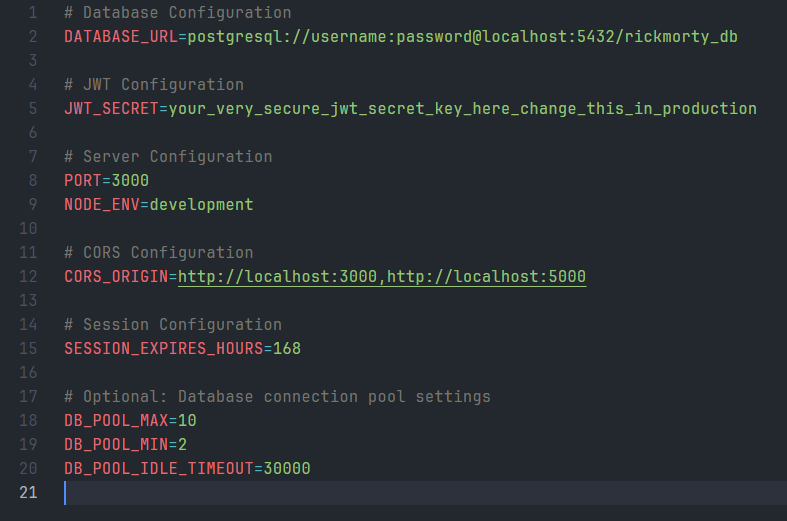 1 # Database Configuration
2 DATABASE_URL=postgresql://username:password@localhost:5432/rickmorty_db
3
4 # JWT Configuration
5 JWT_SECRET=your_very_secure_jwt_secret_key_here_change_this_in_production
6
7 # Server Configuration
8 PORT=3000
9 NODE_ENV=development
10
11 # CORS Configuration
12 CORS_ORIGIN=http://localhost:3000,http://localhost:5000
13
14 # Session Configuration
15 SESSION_EXPIRES_HOURS=168
16
17 # Optional: Database connection pool settings
18 DB_POOL_MAX=10
19 DB_POOL_MIN=2
20 DB_POOL_IDLE_TIMEOUT=30000
21